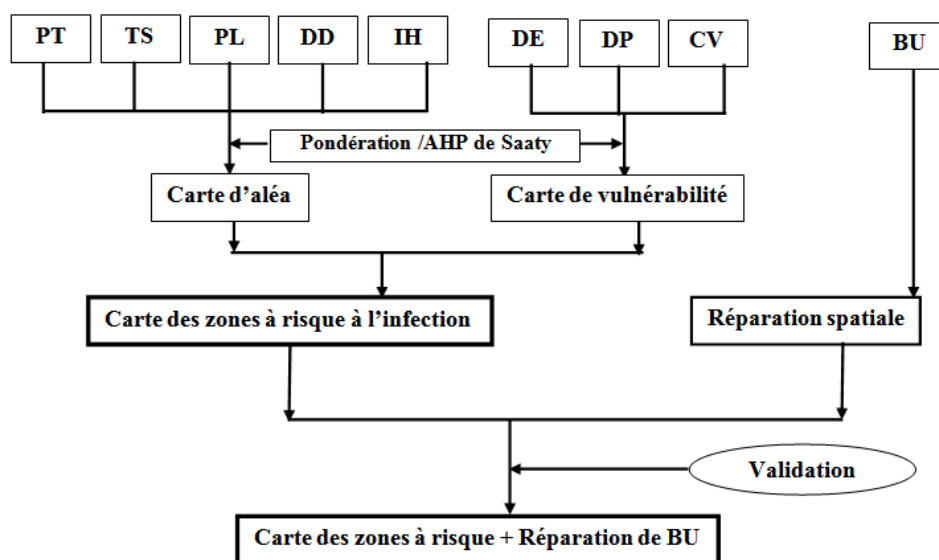 PT TS PL DD IH DE DP CV BU
Pondération /AHP de Saaty
Carte d’aléa Carte de vulnérabilité
Carte des zones à risque à l’infection Réparation spatiale
Validation
Carte des zones à risque + Réparation de BU